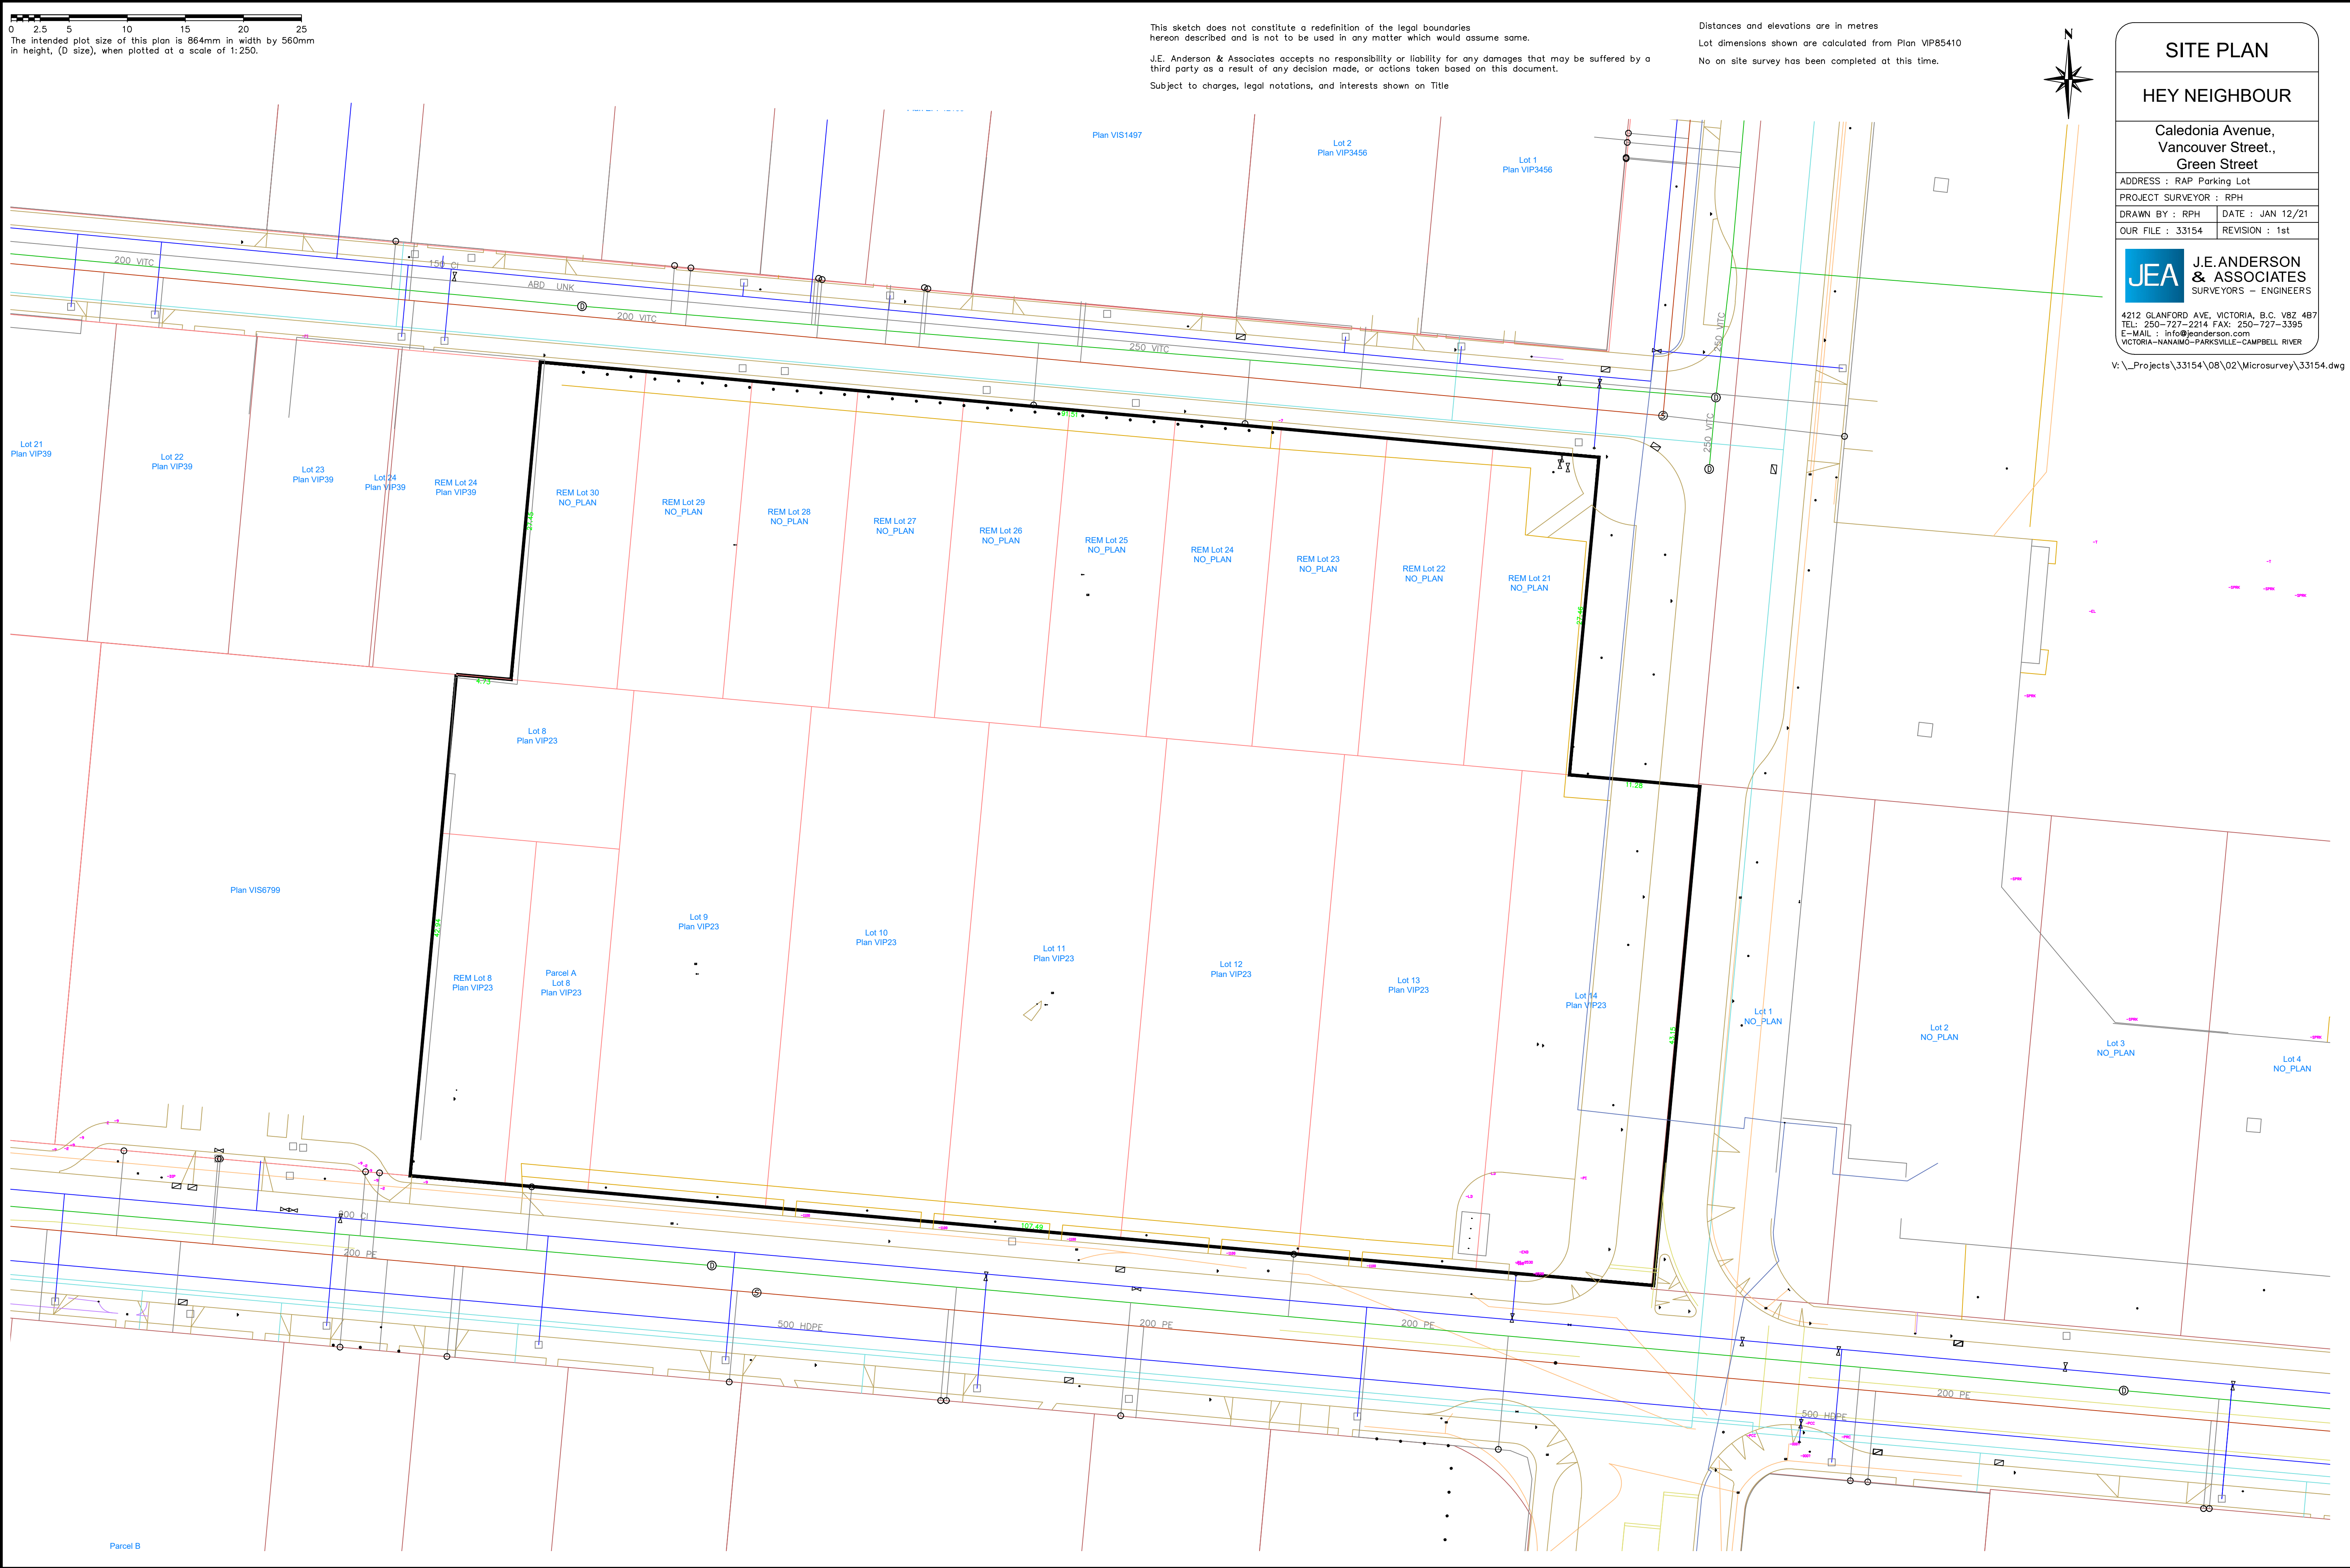 0 2.5 5 10 15 20 25
The intended plot size of this plan is 864mm in width by 560mm
in height, (D size), when plotted at a scale of 1:250.
This sketch does not constitute a redefinition of the legal boundaries
hereon described and is not to be used in any matter which would assume same.
J.E. Anderson & Associates accepts no responsibility or liability for any damages that may be suffered by a
third party as a result of any decision made, or actions taken based on this document.
Subject to charges, legal notations, and interests shown on Title
Distances and elevations are in metres
Lot dimensions shown are calculated from Plan VIP85410
No on site survey has been completed at this time.
N
SITE PLAN
HEY NEIGHBOUR
Caledonia Avenue,
Vancouver Street.,
Green Street
ADDRESS : RAP Parking Lot
PROJECT SURVEYOR : RPH
DRAWN BY : RPH
DATE : JAN 12/21
OUR FILE : 33154
REVISION : 1st
JEA
J.E.ANDERSON
& ASSOCIATES
SURVEYORS – ENGINEERS
4212 GLANFORD AVE, VICTORIA, B.C. V8Z 4B7
TEL: 250–727–2214 FAX: 250–727–3395
E–MAIL : info@jeanderson.com
VICTORIA–NANAIMO–PARKSVILLE–CAMPBELL RIVER
V:\_Projects\33154\08\02\Microsurvey\33154.dwg
Plan VIS1497
Lot 2
Plan VIP3456
Lot 1
Plan VIP3456
200 VITC
150 CI
ABD UNK
D
200 VITC
250 VITC
250 VITC
D
S
250 VITC
D
91.51
Lot 21
Plan VIP39
Lot 22
Plan VIP39
Lot 23
Plan VIP39
Lot 24
Plan VIP39
REM Lot 24
Plan VIP39
27.45
REM Lot 30
NO_PLAN
REM Lot 29
NO_PLAN
REM Lot 28
NO_PLAN
REM Lot 27
NO_PLAN
REM Lot 26
NO_PLAN
REM Lot 25
NO_PLAN
REM Lot 24
NO_PLAN
REM Lot 23
NO_PLAN
REM Lot 22
NO_PLAN
REM Lot 21
NO_PLAN
27.46
4.73
11.28
Lot 8
Plan VIP23
Plan VIS6799
42.94
REM Lot 8
Plan VIP23
Parcel A
Lot 8
Plan VIP23
Lot 9
Plan VIP23
Lot 10
Plan VIP23
Lot 11
Plan VIP23
Lot 12
Plan VIP23
Lot 13
Plan VIP23
Lot 14
Plan VIP23
43.15
Lot 1
NO_PLAN
Lot 2
NO_PLAN
Lot 3
NO_PLAN
Lot 4
NO_PLAN
107.49
200 CI
200 PE
D
S
500 HDPE
200 PE
200 PE
200 PE
D
500 HDPE
Parcel B